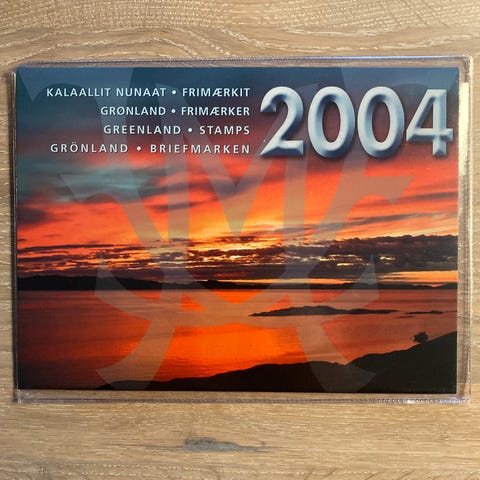 KALAALLIT NUNAAT • FRIMÆRKIT
GRØNLAND • FRIMÆRKER
GREENLAND • STAMPS
GRÖNLAND • BRIEFMARKEN
2004